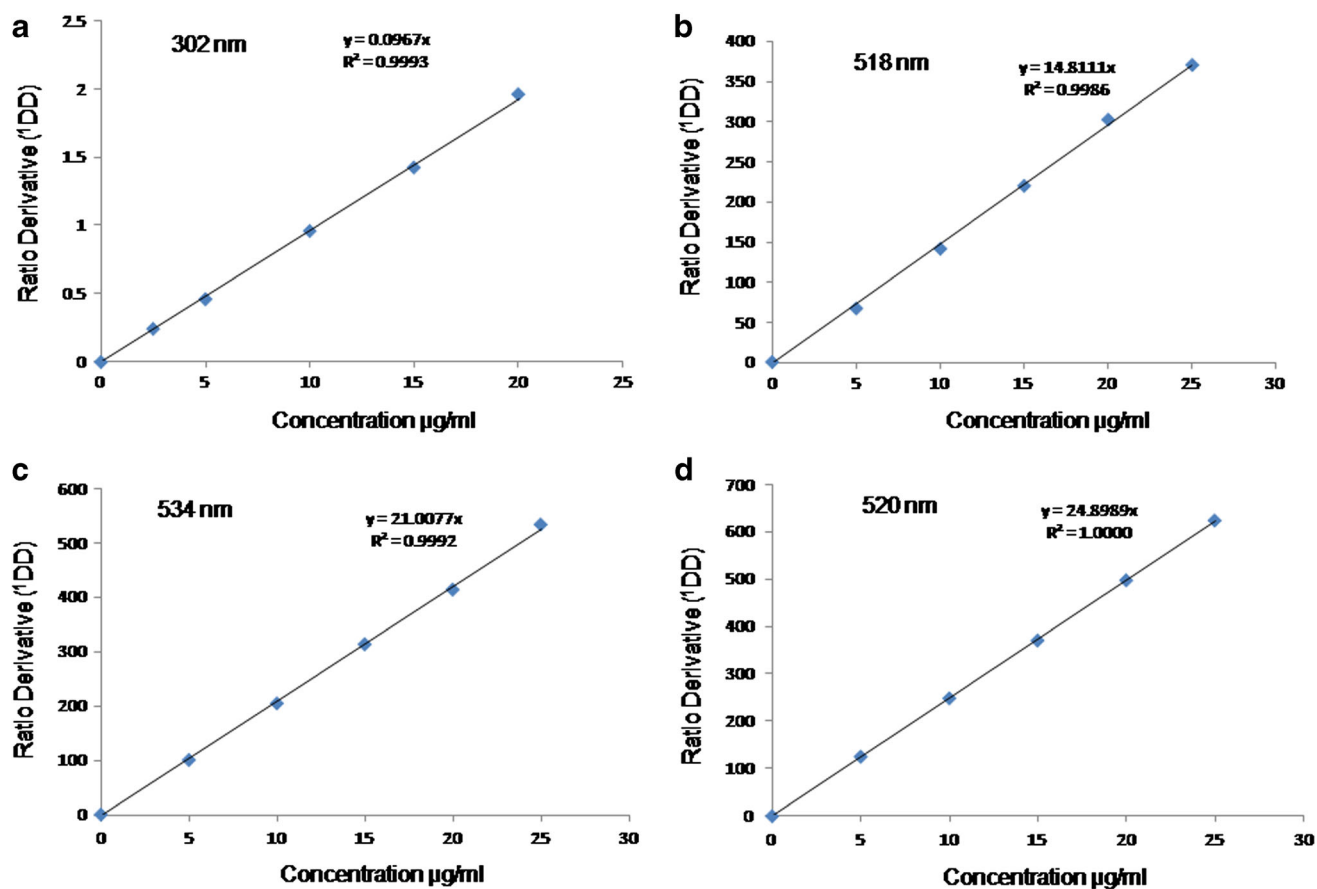 a
302 nm
y = 0.0967x
R² = 0.9993
2.5
2
1.5
1
0.5
0
0 5 10 15 20 25
Ratio Derivative (¹DD)
Concentration µg/ml
b
518 nm
y = 14.8111x
R² = 0.9986
400
350
300
250
200
150
100
50
0
0 5 10 15 20 25 30
Ratio Derivative (¹DD)
Concentration µg/ml
c
534 nm
y = 21.0077x
R² = 0.9992
600
500
400
300
200
100
0
0 5 10 15 20 25 30
Ratio Derivative (¹DD)
Concentration µg/ml
d
520 nm
y = 24.8989x
R² = 1.0000
700
600
500
400
300
200
100
0
0 5 10 15 20 25 30
Ratio Derivative (¹DD)
Concentration µg/ml